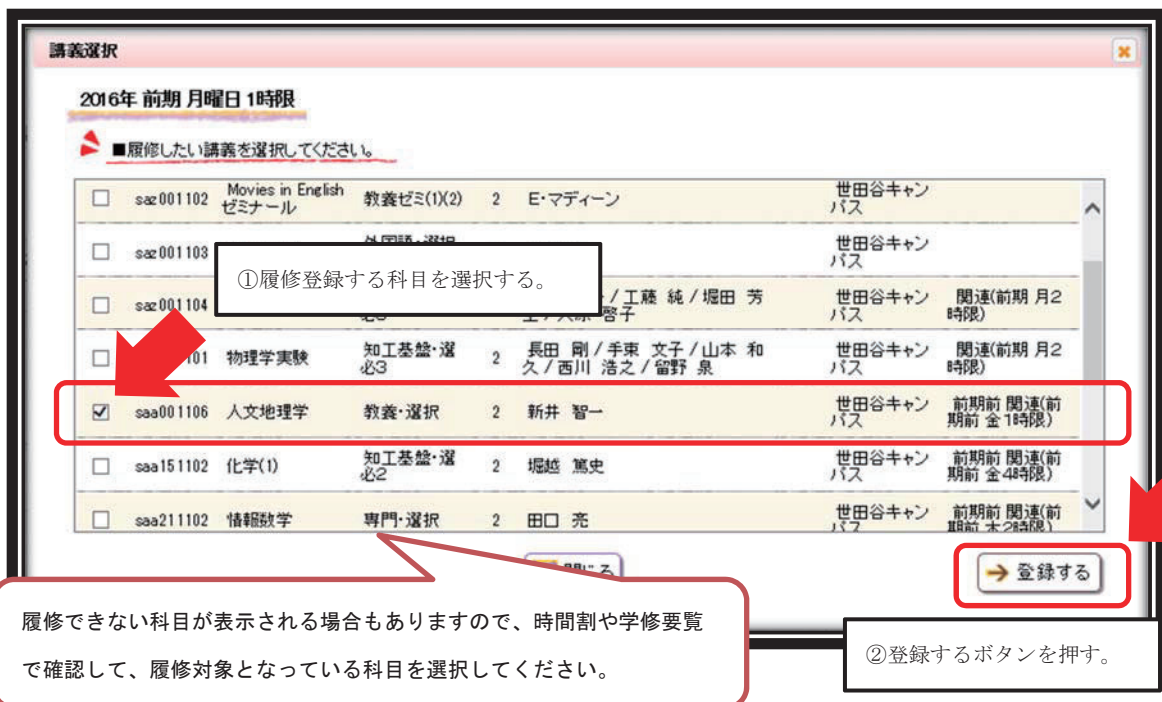 講義選択
2016年 前期 月曜日 1時限
■履修したい講義を選択してください。
saz001102 Movies in English ゼミナール 教養ゼミ(1)(2) 2 E・マディーン 世田谷キャンパス
saz001103 世田谷キャンパス
①履修登録する科目を選択する。
saz001104 / 工藤 純 / 堀田 芳 啓子 世田谷キャンパス 関連(前期 月2時限)
101 物理学実験 知工基盤・選必3 2 長田 剛 / 手束 文子 / 山本 和久 / 西川 浩之 / 留野 泉 世田谷キャンパス 関連(前期 月2時限)
saa001106 人文地理学 教養・選択 2 新井 智一 世田谷キャンパス 前期前 関連(前期前 金1時限)
saa151102 化学(1) 知工基盤・選必2 2 堀越 篤史 世田谷キャンパス 前期前 関連(前期前 金4時限)
saa211102 情報数学 専門・選択 2 田口 亮 世田谷キャンパス 前期前 関連(前期前 木2時限)
→ 登録する
履修できない科目が表示される場合もありますので、時間割や学修要覧
で確認して、履修対象となっている科目を選択してください。
②登録するボタンを押す。